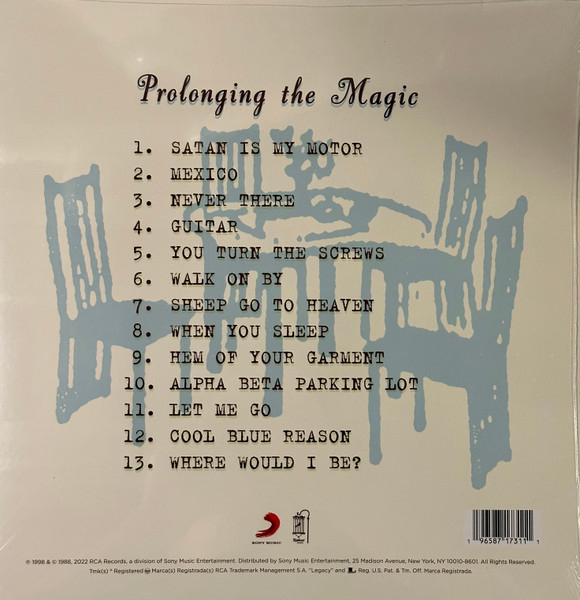 Prolonging the Magic
1. SATAN IS MY MOTOR
2. MEXICO
3. NEVER THERE
4. GUITAR
5. YOU TURN THE SCREWS
6. WALK ON BY
7. SHEEP GO TO HEAVEN
8. WHEN YOU SLEEP
9. HEM OF YOUR GARMENT
10. ALPHA BETA PARKING LOT
11. LET ME GO
12. COOL BLUE REASON
13. WHERE WOULD I BE?
SONY MUSIC
1 96587 17311 1
℗ 1998 & © 1988, 2022 RCA Records, a division of Sony Music Entertainment. Distributed by Sony Music Entertainment, 25 Madison Avenue, New York, NY 10010-8601. All Rights Reserved.
Tmk(s) ® Registered Marca(s) Registrada(s) RCA Trademark Management S.A. "Legacy" and Reg. U.S. Pat. & Tm. Off. Marca Registrada.